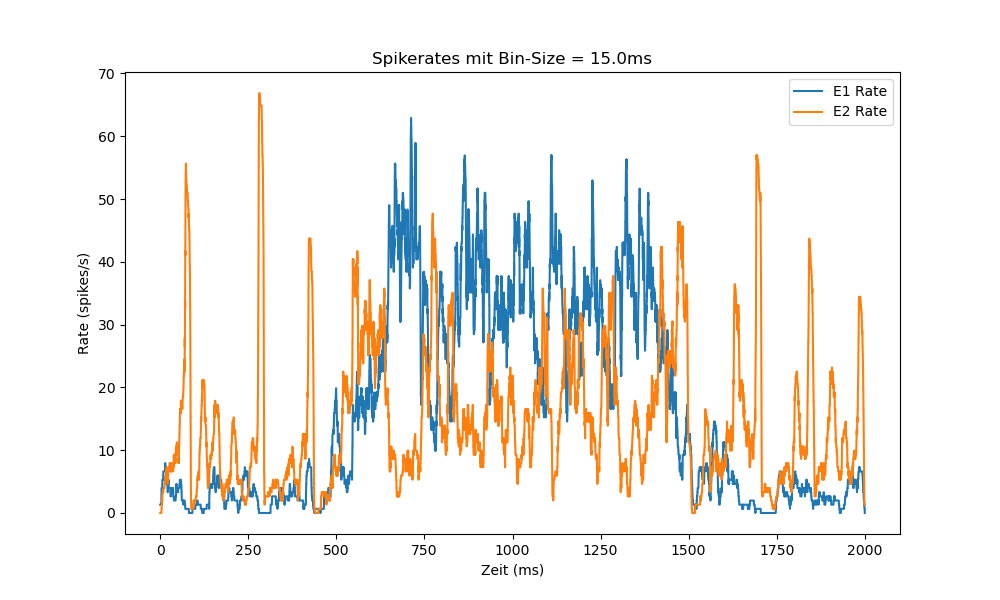 Spikerates mit Bin-Size = 15.0ms
E1 Rate
E2 Rate
70
60
50
40
30
20
10
0
Rate (spikes/s)
0 250 500 750 1000 1250 1500 1750 2000
Zeit (ms)